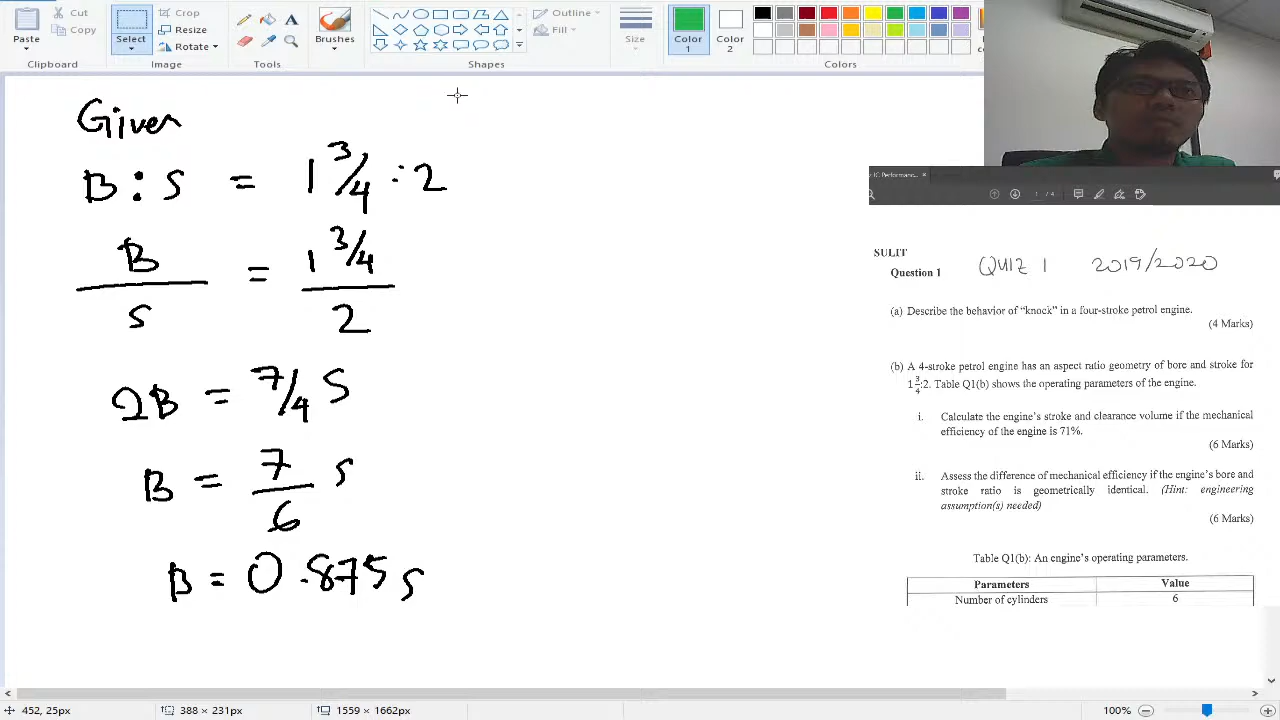 Cut
Copy
Paste
Clipboard
Select
Crop
Resize
Rotate
Image
Tools
Brushes
Shapes
Outline
Fill
Size
Color
1
Color
2
Colors
Given
B : S = 1 3/4 : 2
B/S = 1 3/4 / 2
2B = 7/4 S
B = 7/6 S
B = 0.875 S
IC Performanc...
1 / 4
SULIT
Question 1 QUIZ 1 2019/2020
(a) Describe the behavior of “knock” in a four-stroke petrol engine.
(4 Marks)
(b) A 4-stroke petrol engine has an aspect ratio geometry of bore and stroke for
1 3/4:2. Table Q1(b) shows the operating parameters of the engine.
i. Calculate the engine's stroke and clearance volume if the mechanical
efficiency of the engine is 71%.
(6 Marks)
ii. Assess the difference of mechanical efficiency if the engine's bore and
stroke ratio is geometrically identical. (Hint: engineering
assumption(s) needed)
(6 Marks)
Table Q1(b): An engine's operating parameters.
Parameters Value
Number of cylinders 6
452, 25px
388 × 231px
1559 × 1662px
100%